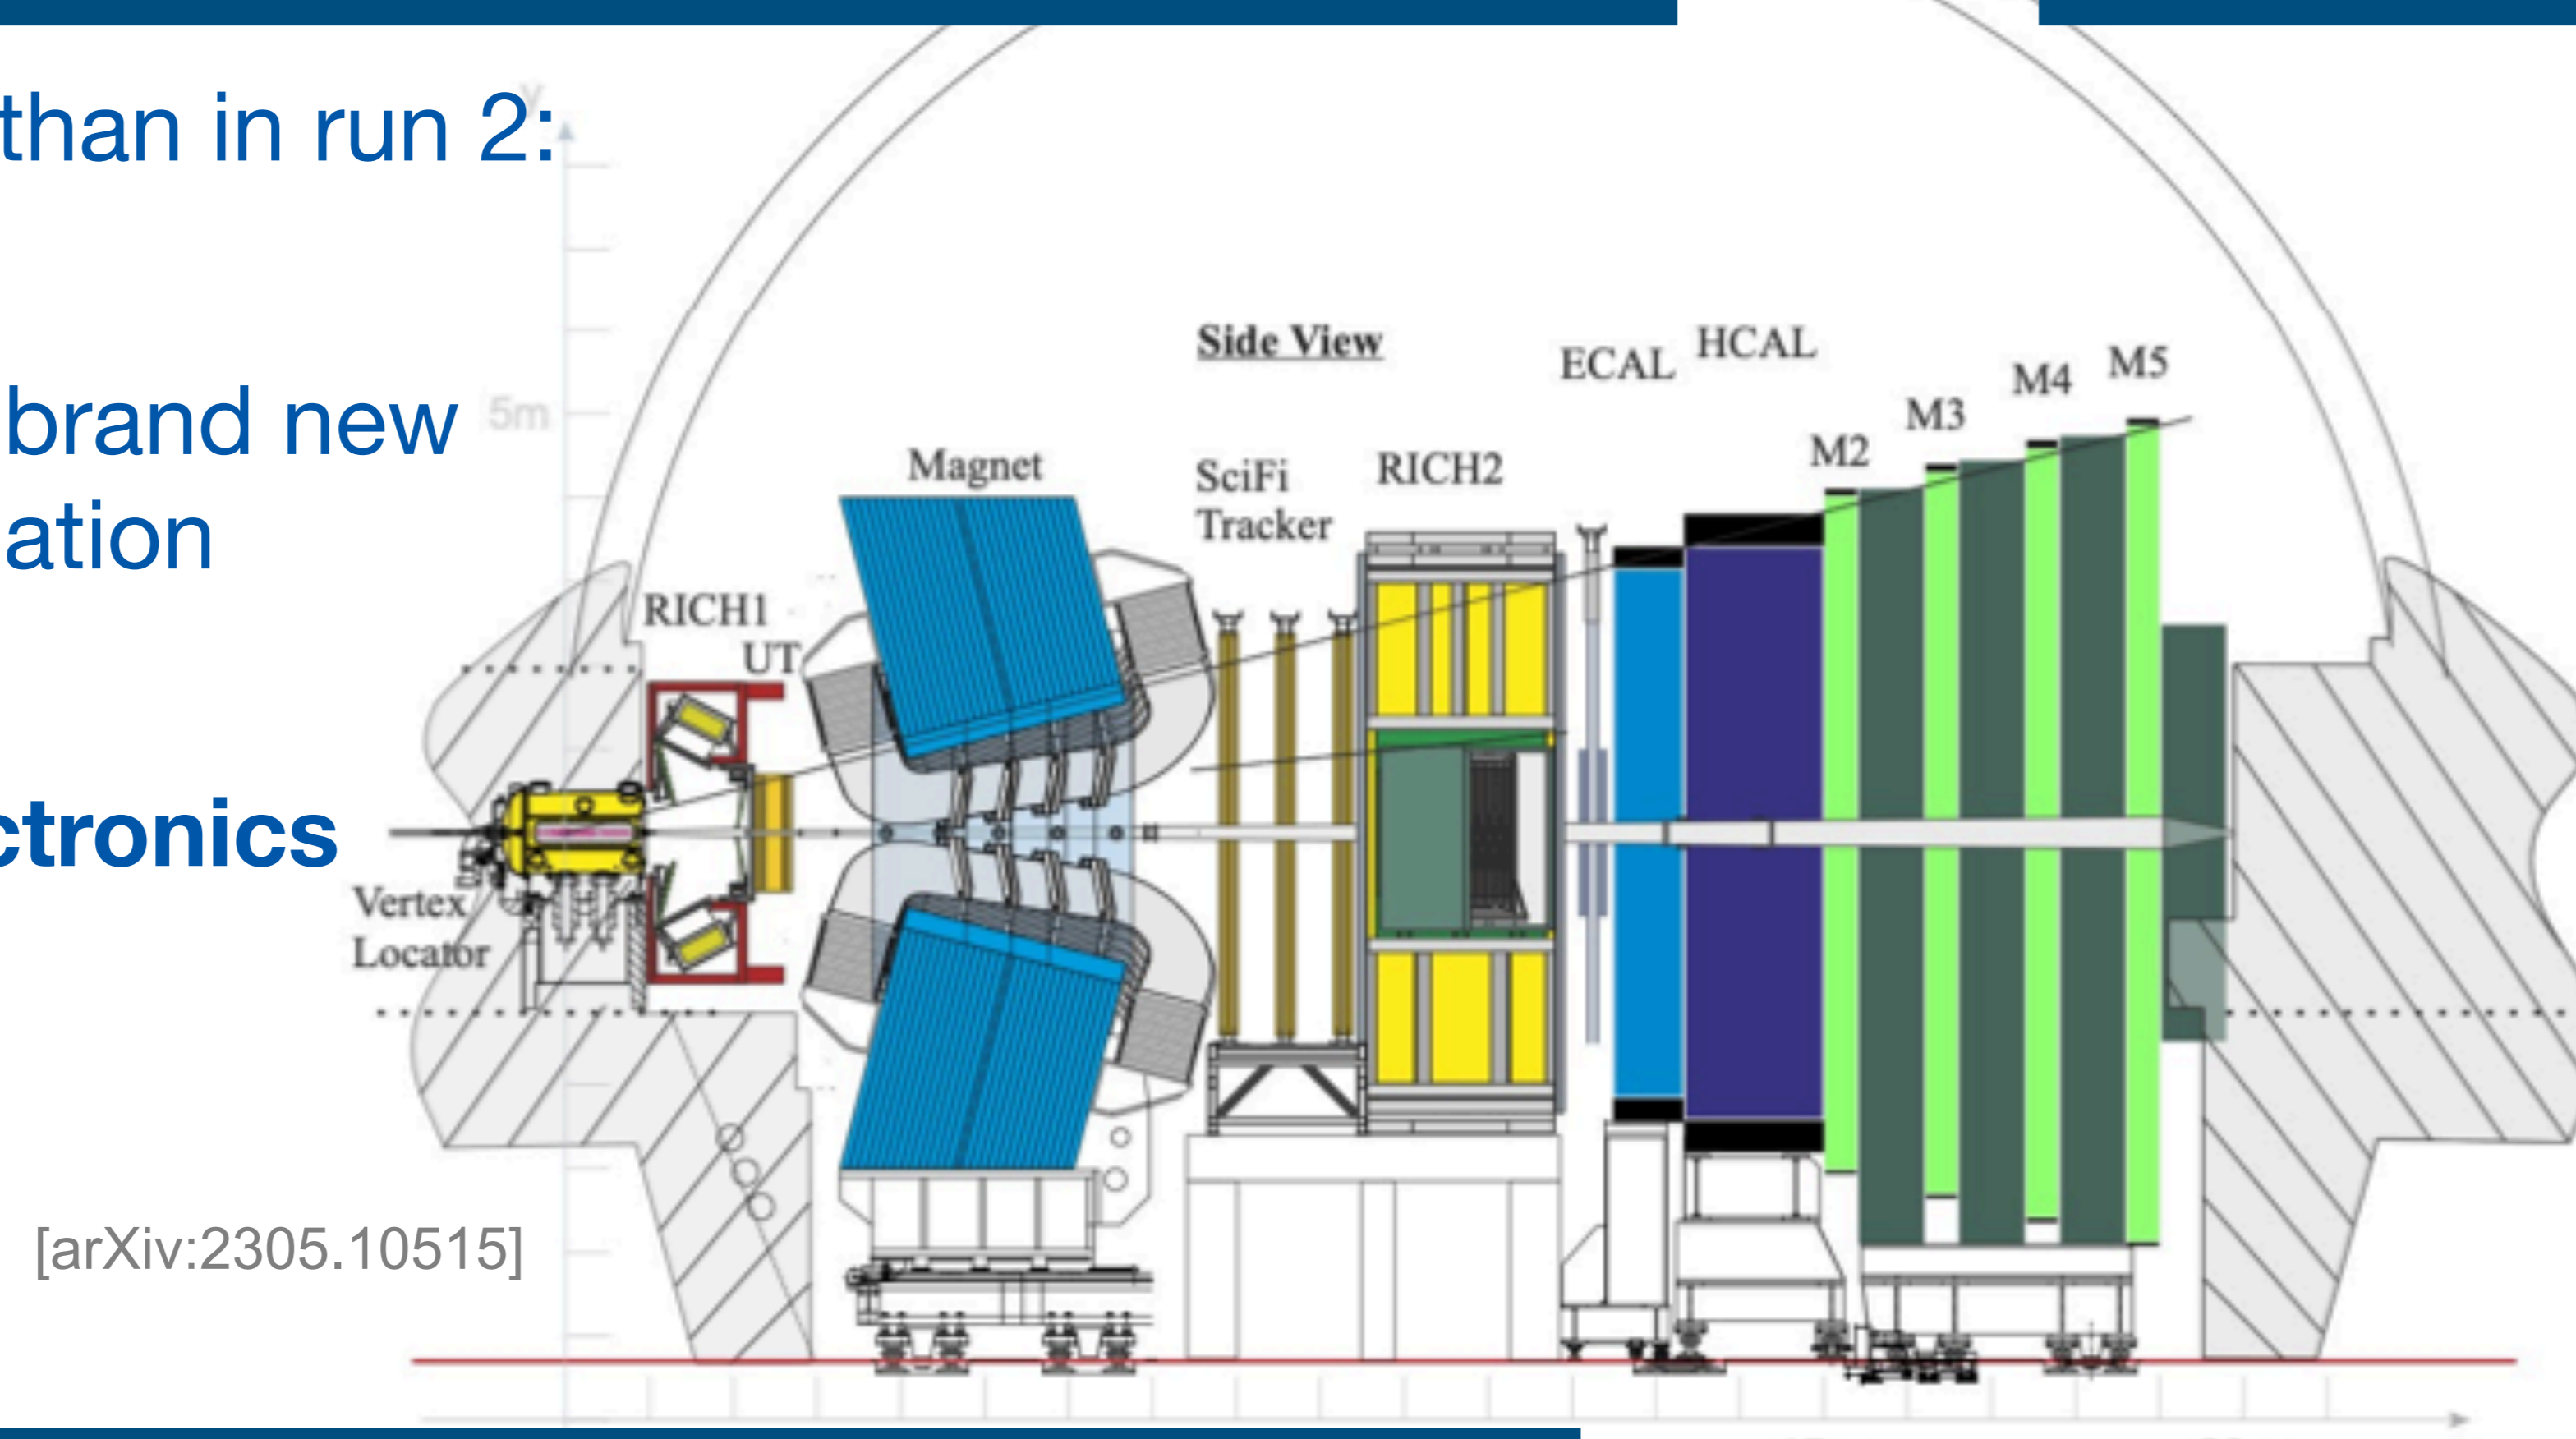 than in run 2:
y
brand new
5m
ation
ctronics
Side View
ECAL
HCAL
M2
M3
M4
M5
Magnet
SciFi
Tracker
RICH2
RICH1
UT
Vertex
Locator
[arXiv:2305.10515]